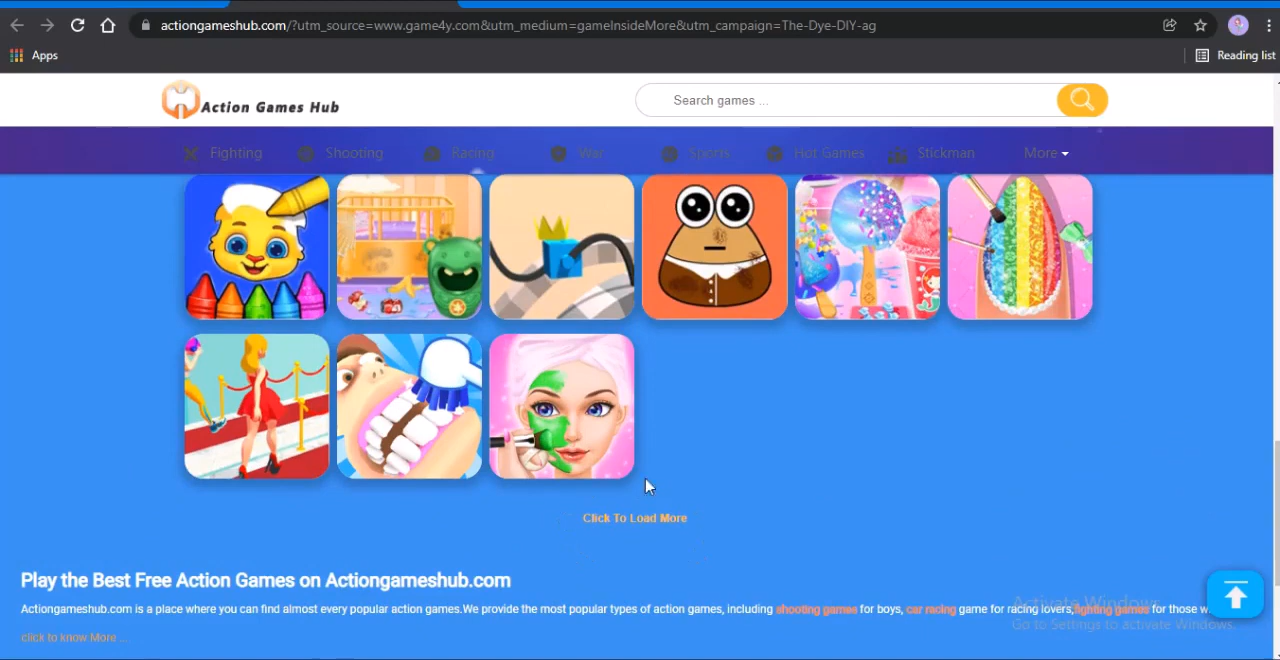 actiongameshub.com/?utm_source=www.game4y.com&utm_medium=gameInsideMore&utm_campaign=The-Dye-DIY-ag
Apps
Reading list
Action Games Hub
Search games ...
Fighting
Shooting
Racing
War
Sports
Hot Games
Stickman
More
Click To Load More
Play the Best Free Action Games on Actiongameshub.com
Actiongameshub.com is a place where you can find almost every popular action games.We provide the most popular types of action games, including shooting games for boys, car racing game for racing lovers,fighting games for those
click to know More ...
Activate Windows
Go to Settings to activate Windows.